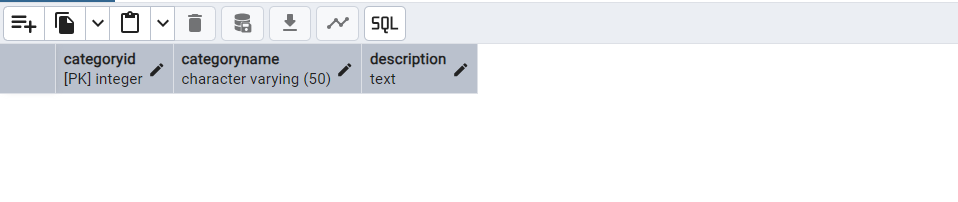 SQL
categoryid
[PK] integer
categoryname
character varying (50)
description
text